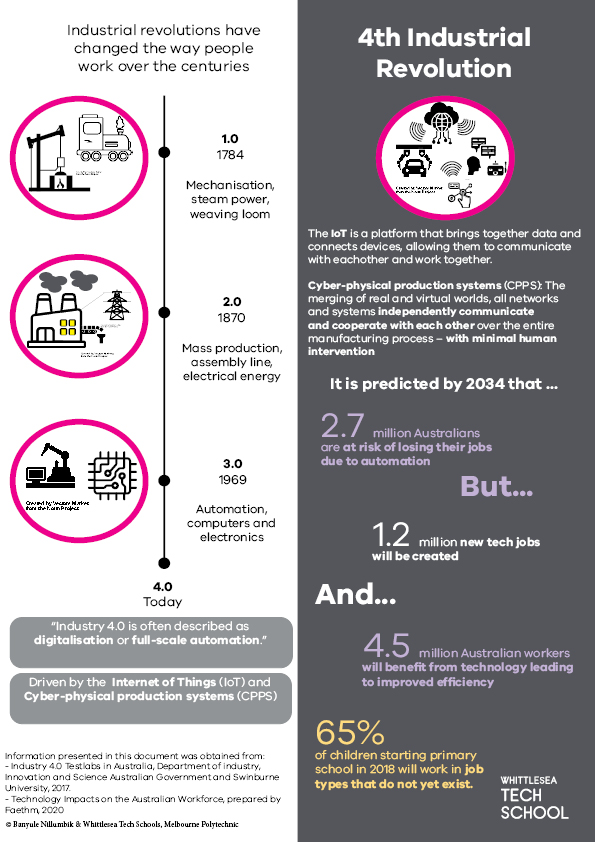 Industrial revolutions have
changed the way people
work over the centuries
1.0
1784
Mechanisation,
steam power,
weaving loom
2.0
1870
Mass production,
assembly line,
electrical energy
Created by Vectors Market
from the Noun Project
3.0
1969
Automation,
computers and
electronics
4.0
Today
“Industry 4.0 is often described as
digitalisation or full-scale automation.”
Driven by the Internet of Things (IoT) and
Cyber-physical production systems (CPPS)
Information presented in this document was obtained from:
- Industry 4.0 Testlabs in Australia, Department of industry,
Innovation and Science Australian Government and Swinburne
University, 2017.
- Technology Impacts on the Australian Workforce, prepared by
Faethm, 2020
© Banyule Nillumbik & Whittlesea Tech Schools, Melbourne Polytechnic
4th Industrial
Revolution
The IoT is a platform that brings together data and
connects devices, allowing them to communicate
with eachother and work together.
Cyber-physical production systems (CPPS): The
merging of real and virtual worlds, all networks
and systems independently communicate
and cooperate with each other over the entire
manufacturing process – with minimal human
intervention
It is predicted by 2034 that ...
2.7 million Australians
are at risk of losing their jobs
due to automation
But...
1.2 million new tech jobs
will be created
And...
4.5 million Australian workers
will benefit from technology leading
to improved efficiency
65%
of children starting primary
school in 2018 will work in job
types that do not yet exist.
WHITTLESEA
TECH
SCHOOL